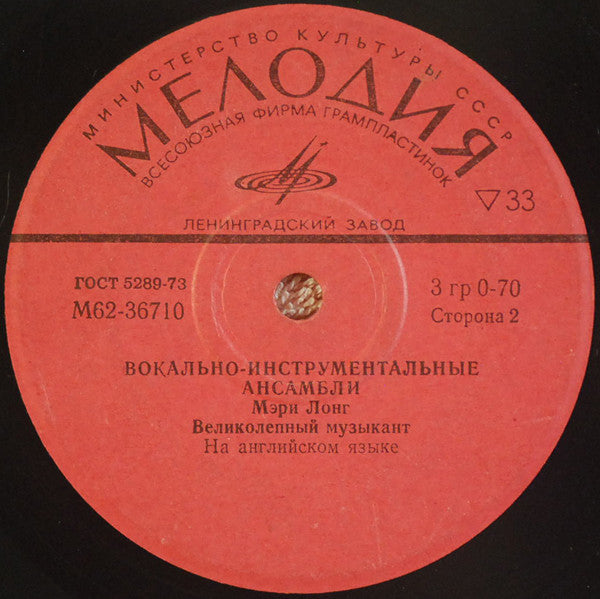 МИНИСТЕРСТВО КУЛЬТУРЫ СССР
МЕЛОДИЯ
ВСЕСОЮЗНАЯ ФИРМА ГРАМПЛАСТИНОК
▽33
ЛЕНИНГРАДСКИЙ ЗАВОД
ГОСТ 5289-73
М62-36710
3 гр 0-70
Сторона 2
ВОКАЛЬНО-ИНСТРУМЕНТАЛЬНЫЕ
АНСАМБЛИ
Мэри Лонг
Великолепный музыкант
На английском языке